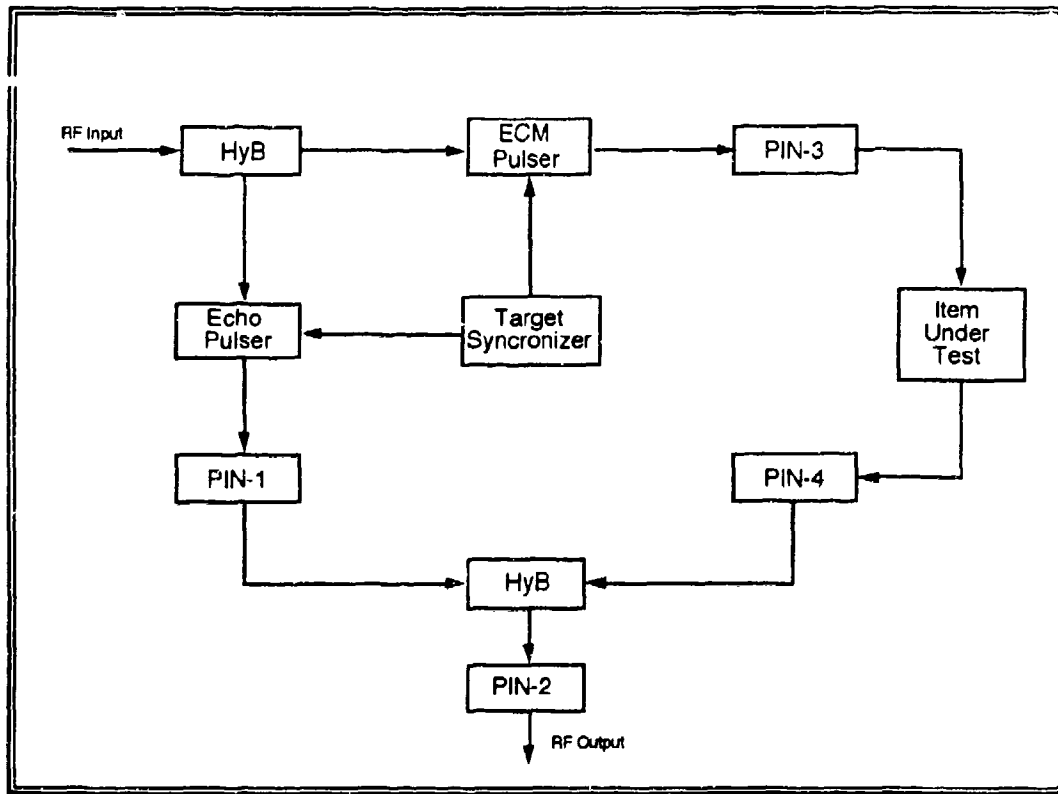 RF Input
HyB
ECM
Pulser
PIN-3
Echo
Pulser
Target
Syncronizer
Item
Under
Test
PIN-1
PIN-4
HyB
PIN-2
RF Output